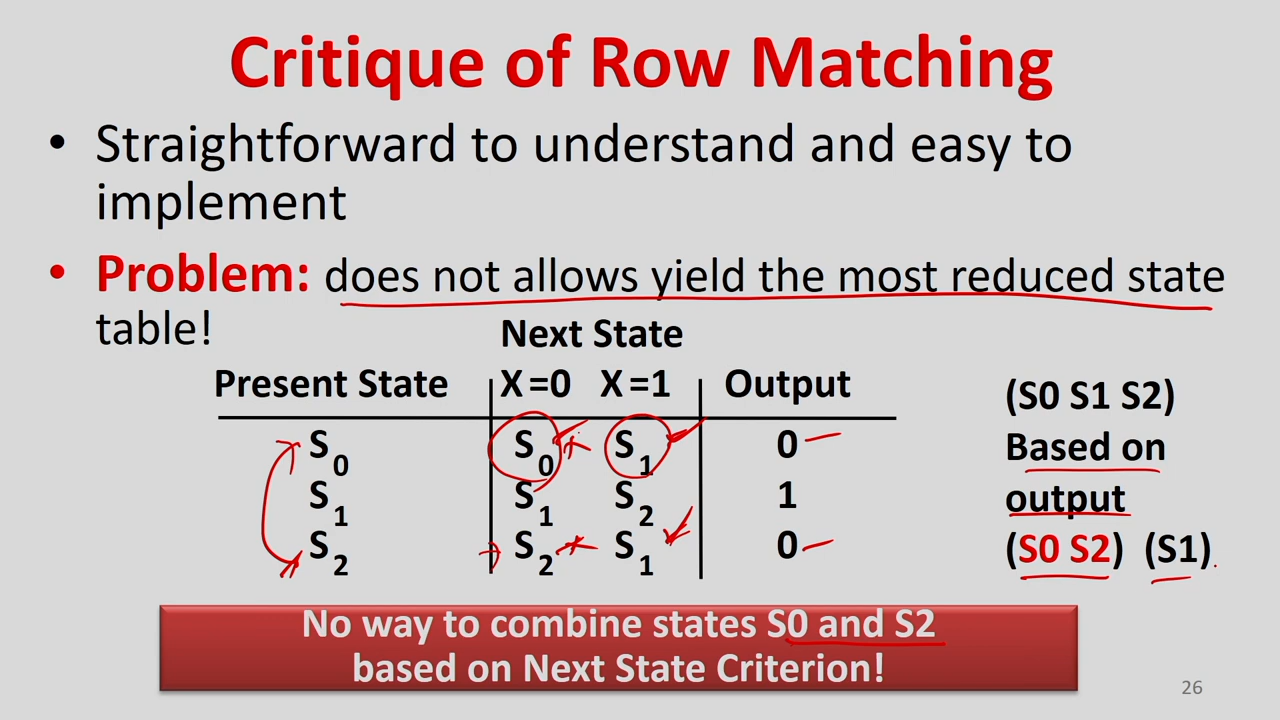 Critique of Row Matching
• Straightforward to understand and easy to
implement
• Problem: does not allows yield the most reduced state
table!
Next State
Present State X=0 X=1 Output
S0 S0 S1 0
S1 S1 S2 1
S2 S2 S1 0
(S0 S1 S2)
Based on
output
(S0 S2) (S1)
No way to combine states S0 and S2
based on Next State Criterion!
26